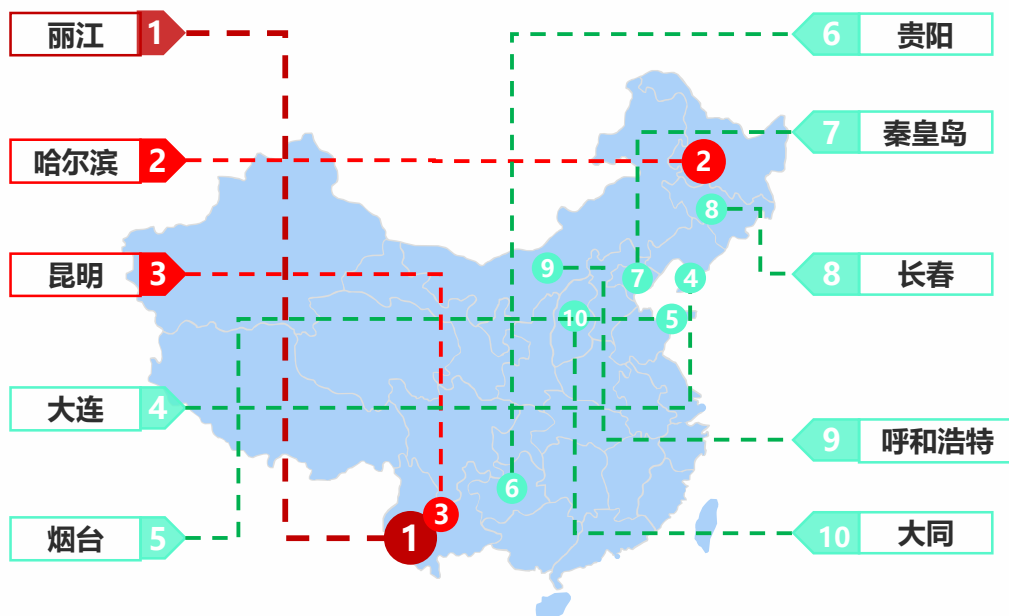 丽江 1
哈尔滨 2
昆明 3
大连 4
烟台 5
6 贵阳
7 秦皇岛
8 长春
9 呼和浩特
10 大同
2
8
9
7
4
10
5
6
3
1